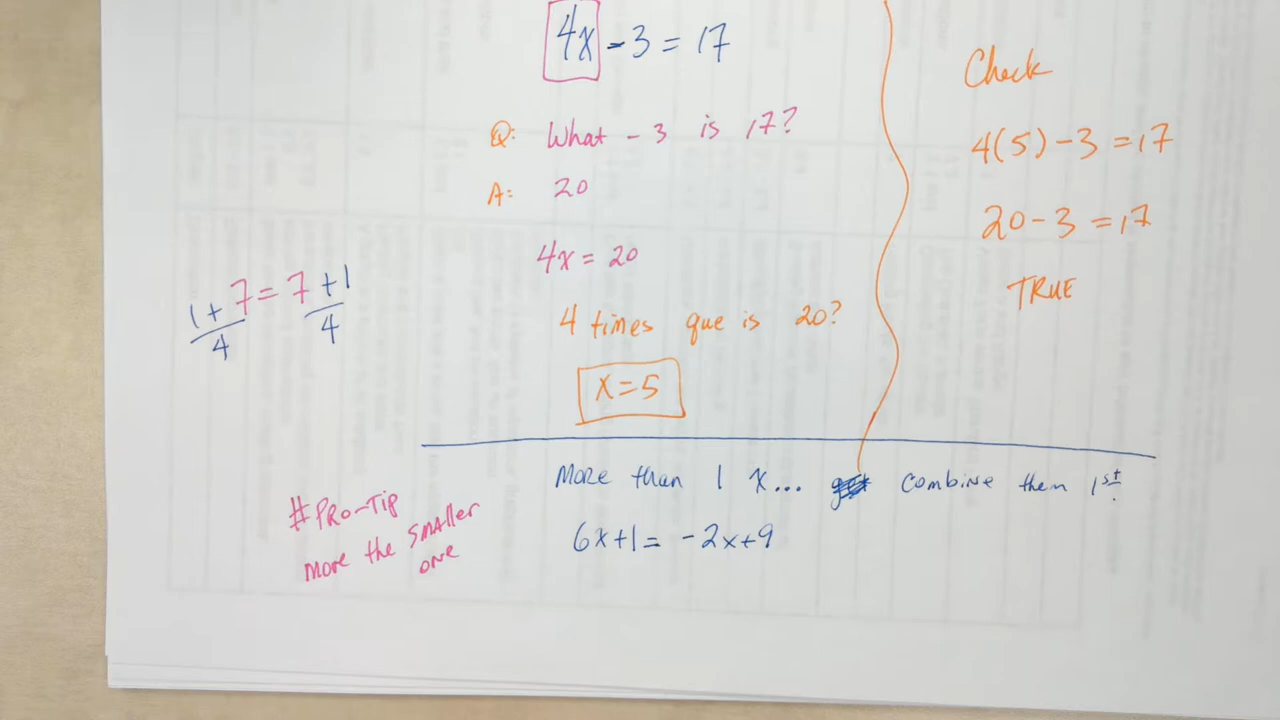 4x - 3 = 17
Q: What - 3 is 17?
A: 20
4x = 20
4 times que is 20?
x = 5
Check
4(5) - 3 = 17
20 - 3 = 17
TRUE
1 + 7 = 7 + 1
4 4
More than 1 x... combine them 1st.
#PRO-TIP
move the SMALLER
one
6x+1 = -2x+9